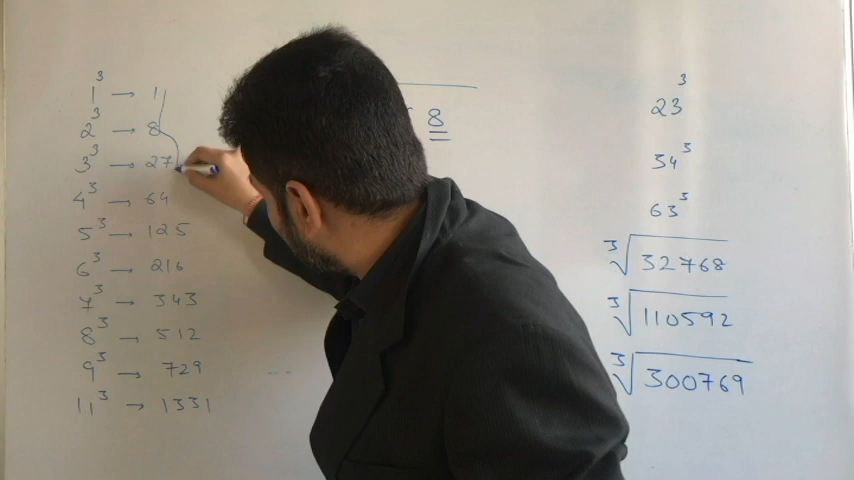 1³ → 1
2³ → 8
3³ → 27
4³ → 64
5³ → 125
6³ → 216
7³ → 343
8³ → 512
9³ → 729
11³ → 1331
8
23³
34³
63³
∛32768
∛110592
∛300769